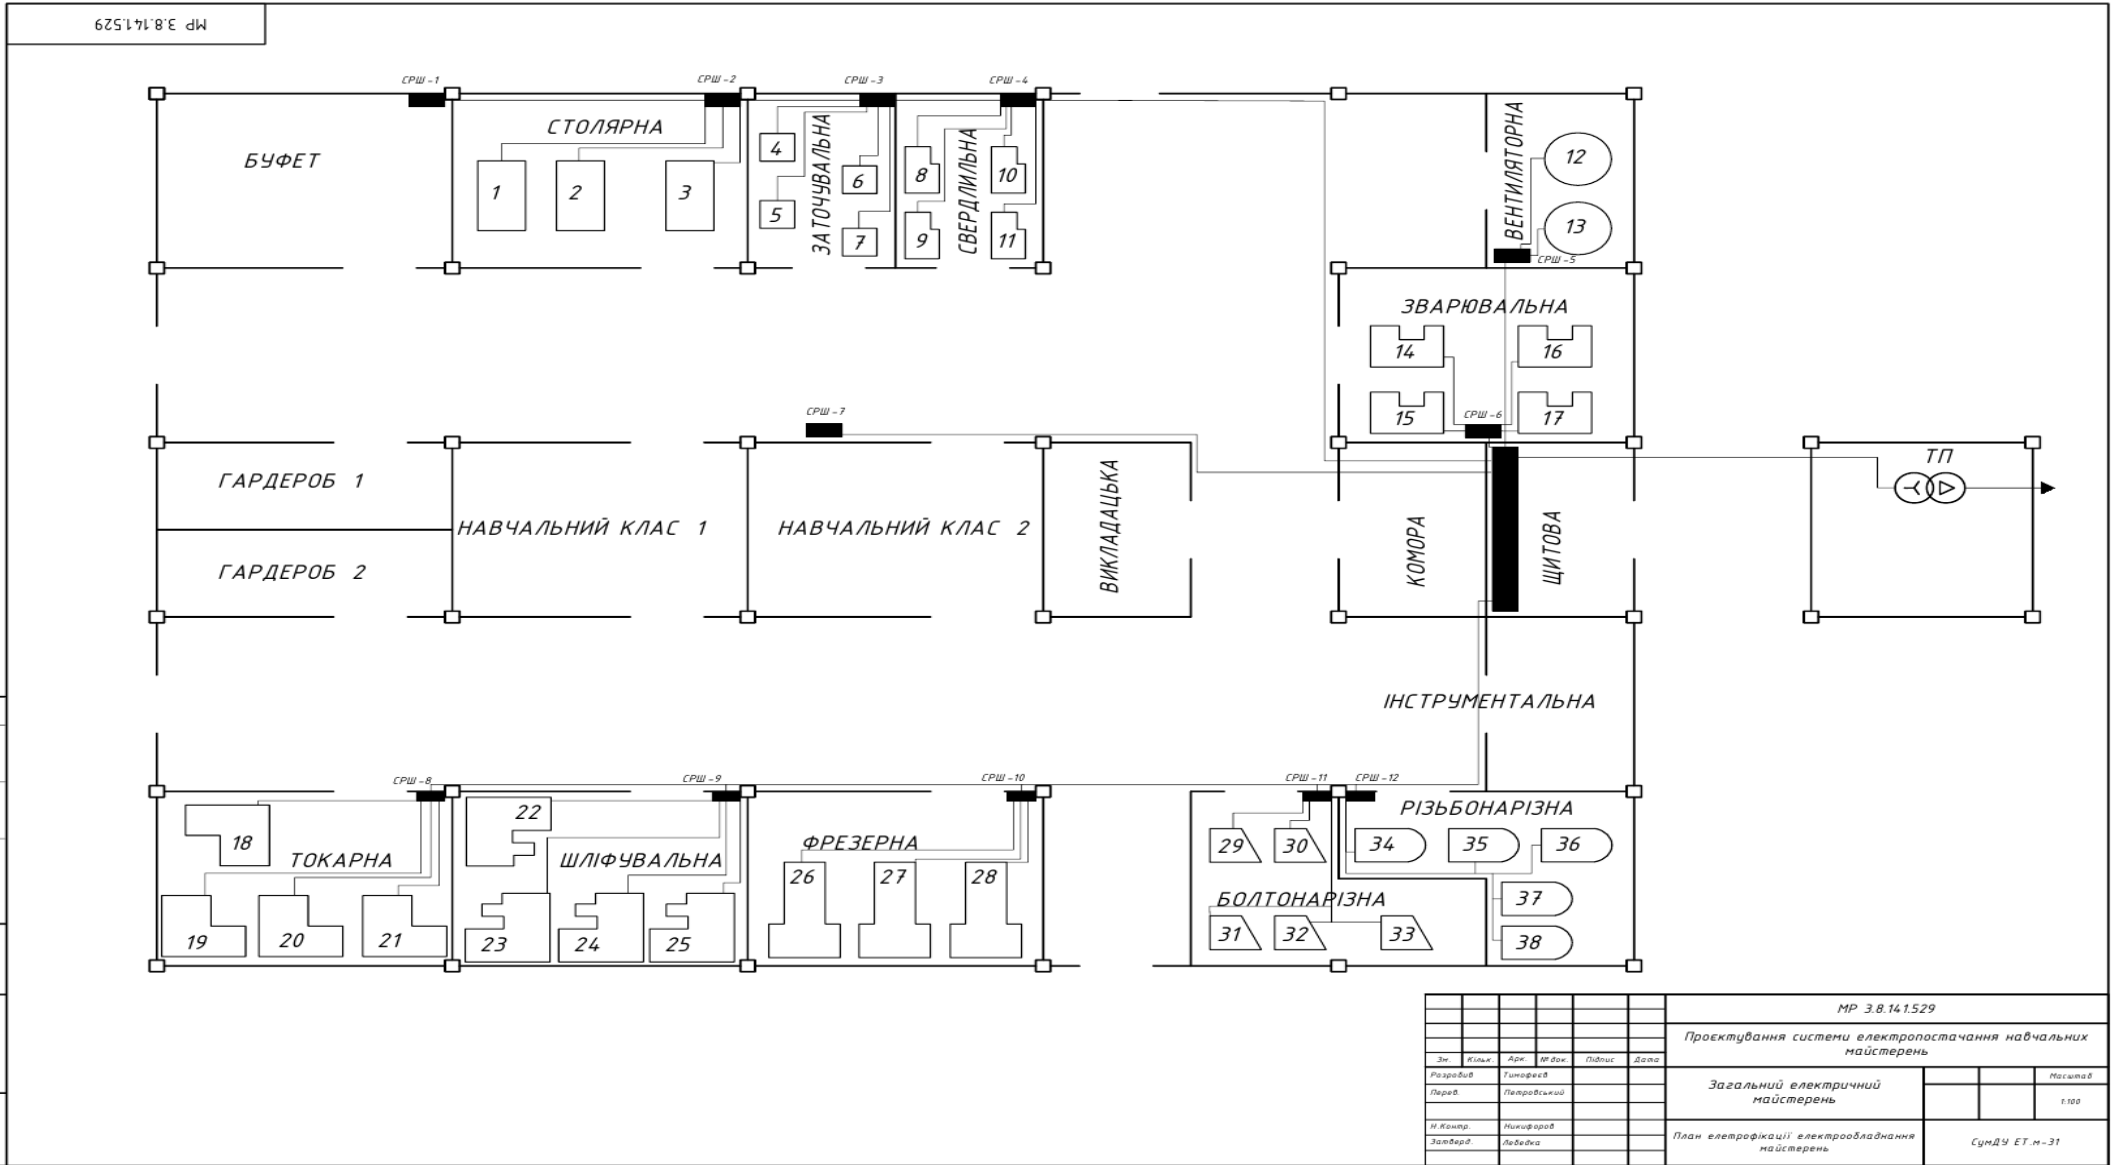 МР 3.8.141.529
СРШ-1
СРШ-2
СРШ-3
СРШ-4
БУФЕТ
СТОЛЯРНА
1
2
3
4
5
6
7
ЗАТОЧУВАЛЬНА
8
9
10
11
СВЕРДЛИЛЬНА
ВЕНТИЛЯТОРНА
12
13
СРШ-5
ЗВАРЮВАЛЬНА
14
16
15
17
СРШ-6
СРШ-7
ГАРДЕРОБ 1
ГАРДЕРОБ 2
НАВЧАЛЬНИЙ КЛАС 1
НАВЧАЛЬНИЙ КЛАС 2
ВИКЛАДАЦЬКА
КОМОРА
ЩИТОВА
ТП
ІНСТРУМЕНТАЛЬНА
СРШ-8
СРШ-9
СРШ-10
СРШ-11
СРШ-12
18
ТОКАРНА
19
20
21
22
ШЛІФУВАЛЬНА
23
24
25
ФРЕЗЕРНА
26
27
28
29
30
БОЛТОНАРІЗНА
31
32
33
РІЗЬБОНАРІЗНА
34
35
36
37
38
МР 3.8.141.529
Проєктування системи електропостачання навчальних
майстерень
Зм. Кільк. Арк. № док. Підпис Дата
Розробив Тимофєєв
Перев. Петровський
Н.Контр. Никифоров
Затверд. Лебедка
Загальний електричний
майстерень
Масштаб
1:100
План елетрофікації електрообладнання
майстерень
СумДУ ЕТ.м-31